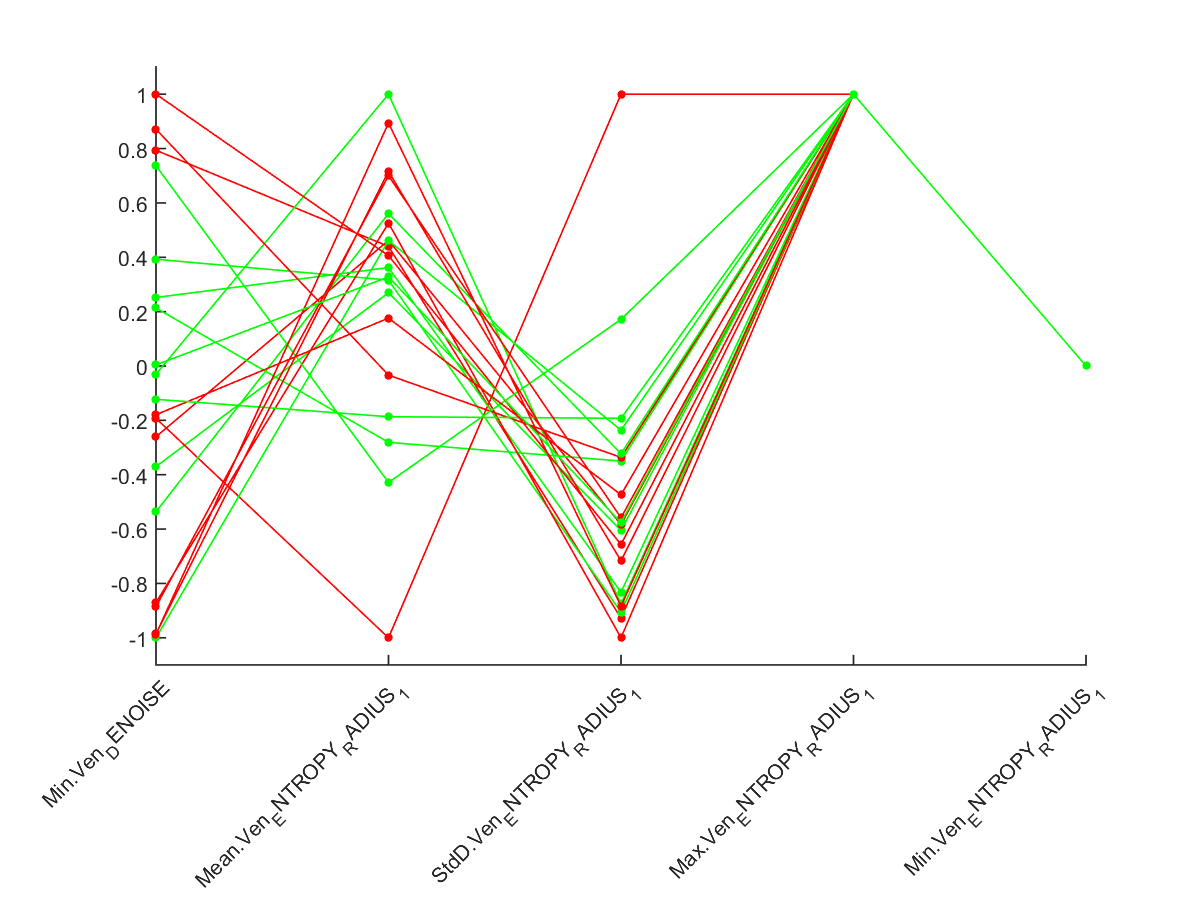 1
0.8
0.6
0.4
0.2
0
-0.2
-0.4
-0.6
-0.8
-1
Min.Ven_DENOISE
Mean.Ven_ENTROPY_RADIUS_1
StdD.Ven_ENTROPY_RADIUS_1
Max.Ven_ENTROPY_RADIUS_1
Min.Ven_ENTROPY_RADIUS_1